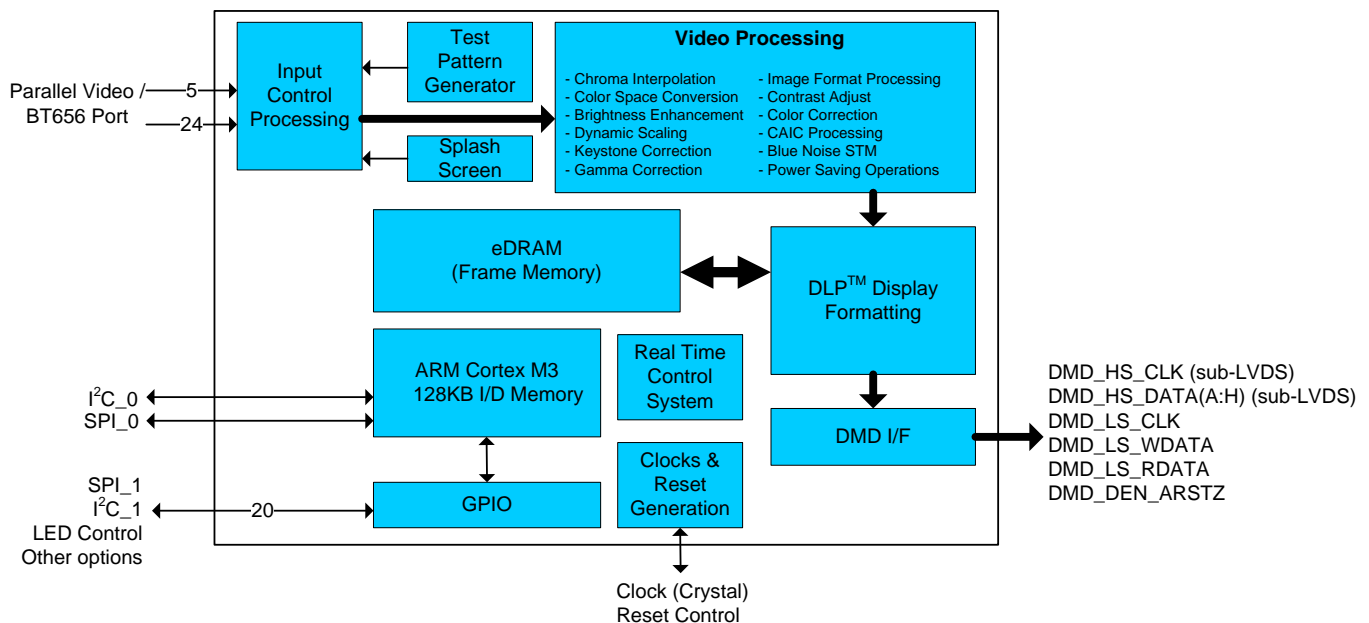 Parallel Video /
BT656 Port
5
24
Input
Control
Processing
Test
Pattern
Generator
Splash
Screen
Video Processing
- Chroma Interpolation
- Color Space Conversion
- Brightness Enhancement
- Dynamic Scaling
- Keystone Correction
- Gamma Correction
- Image Format Processing
- Contrast Adjust
- Color Correction
- CAIC Processing
- Blue Noise STM
- Power Saving Operations
eDRAM
(Frame Memory)
DLP™ Display
Formatting
ARM Cortex M3
128KB I/D Memory
Real Time
Control
System
I²C_0
SPI_0
DMD I/F
DMD_HS_CLK (sub-LVDS)
DMD_HS_DATA(A:H) (sub-LVDS)
DMD_LS_CLK
DMD_LS_WDATA
DMD_LS_RDATA
DMD_DEN_ARSTZ
SPI_1
I²C_1
LED Control
Other options
20
GPIO
Clocks &
Reset
Generation
Clock (Crystal)
Reset Control